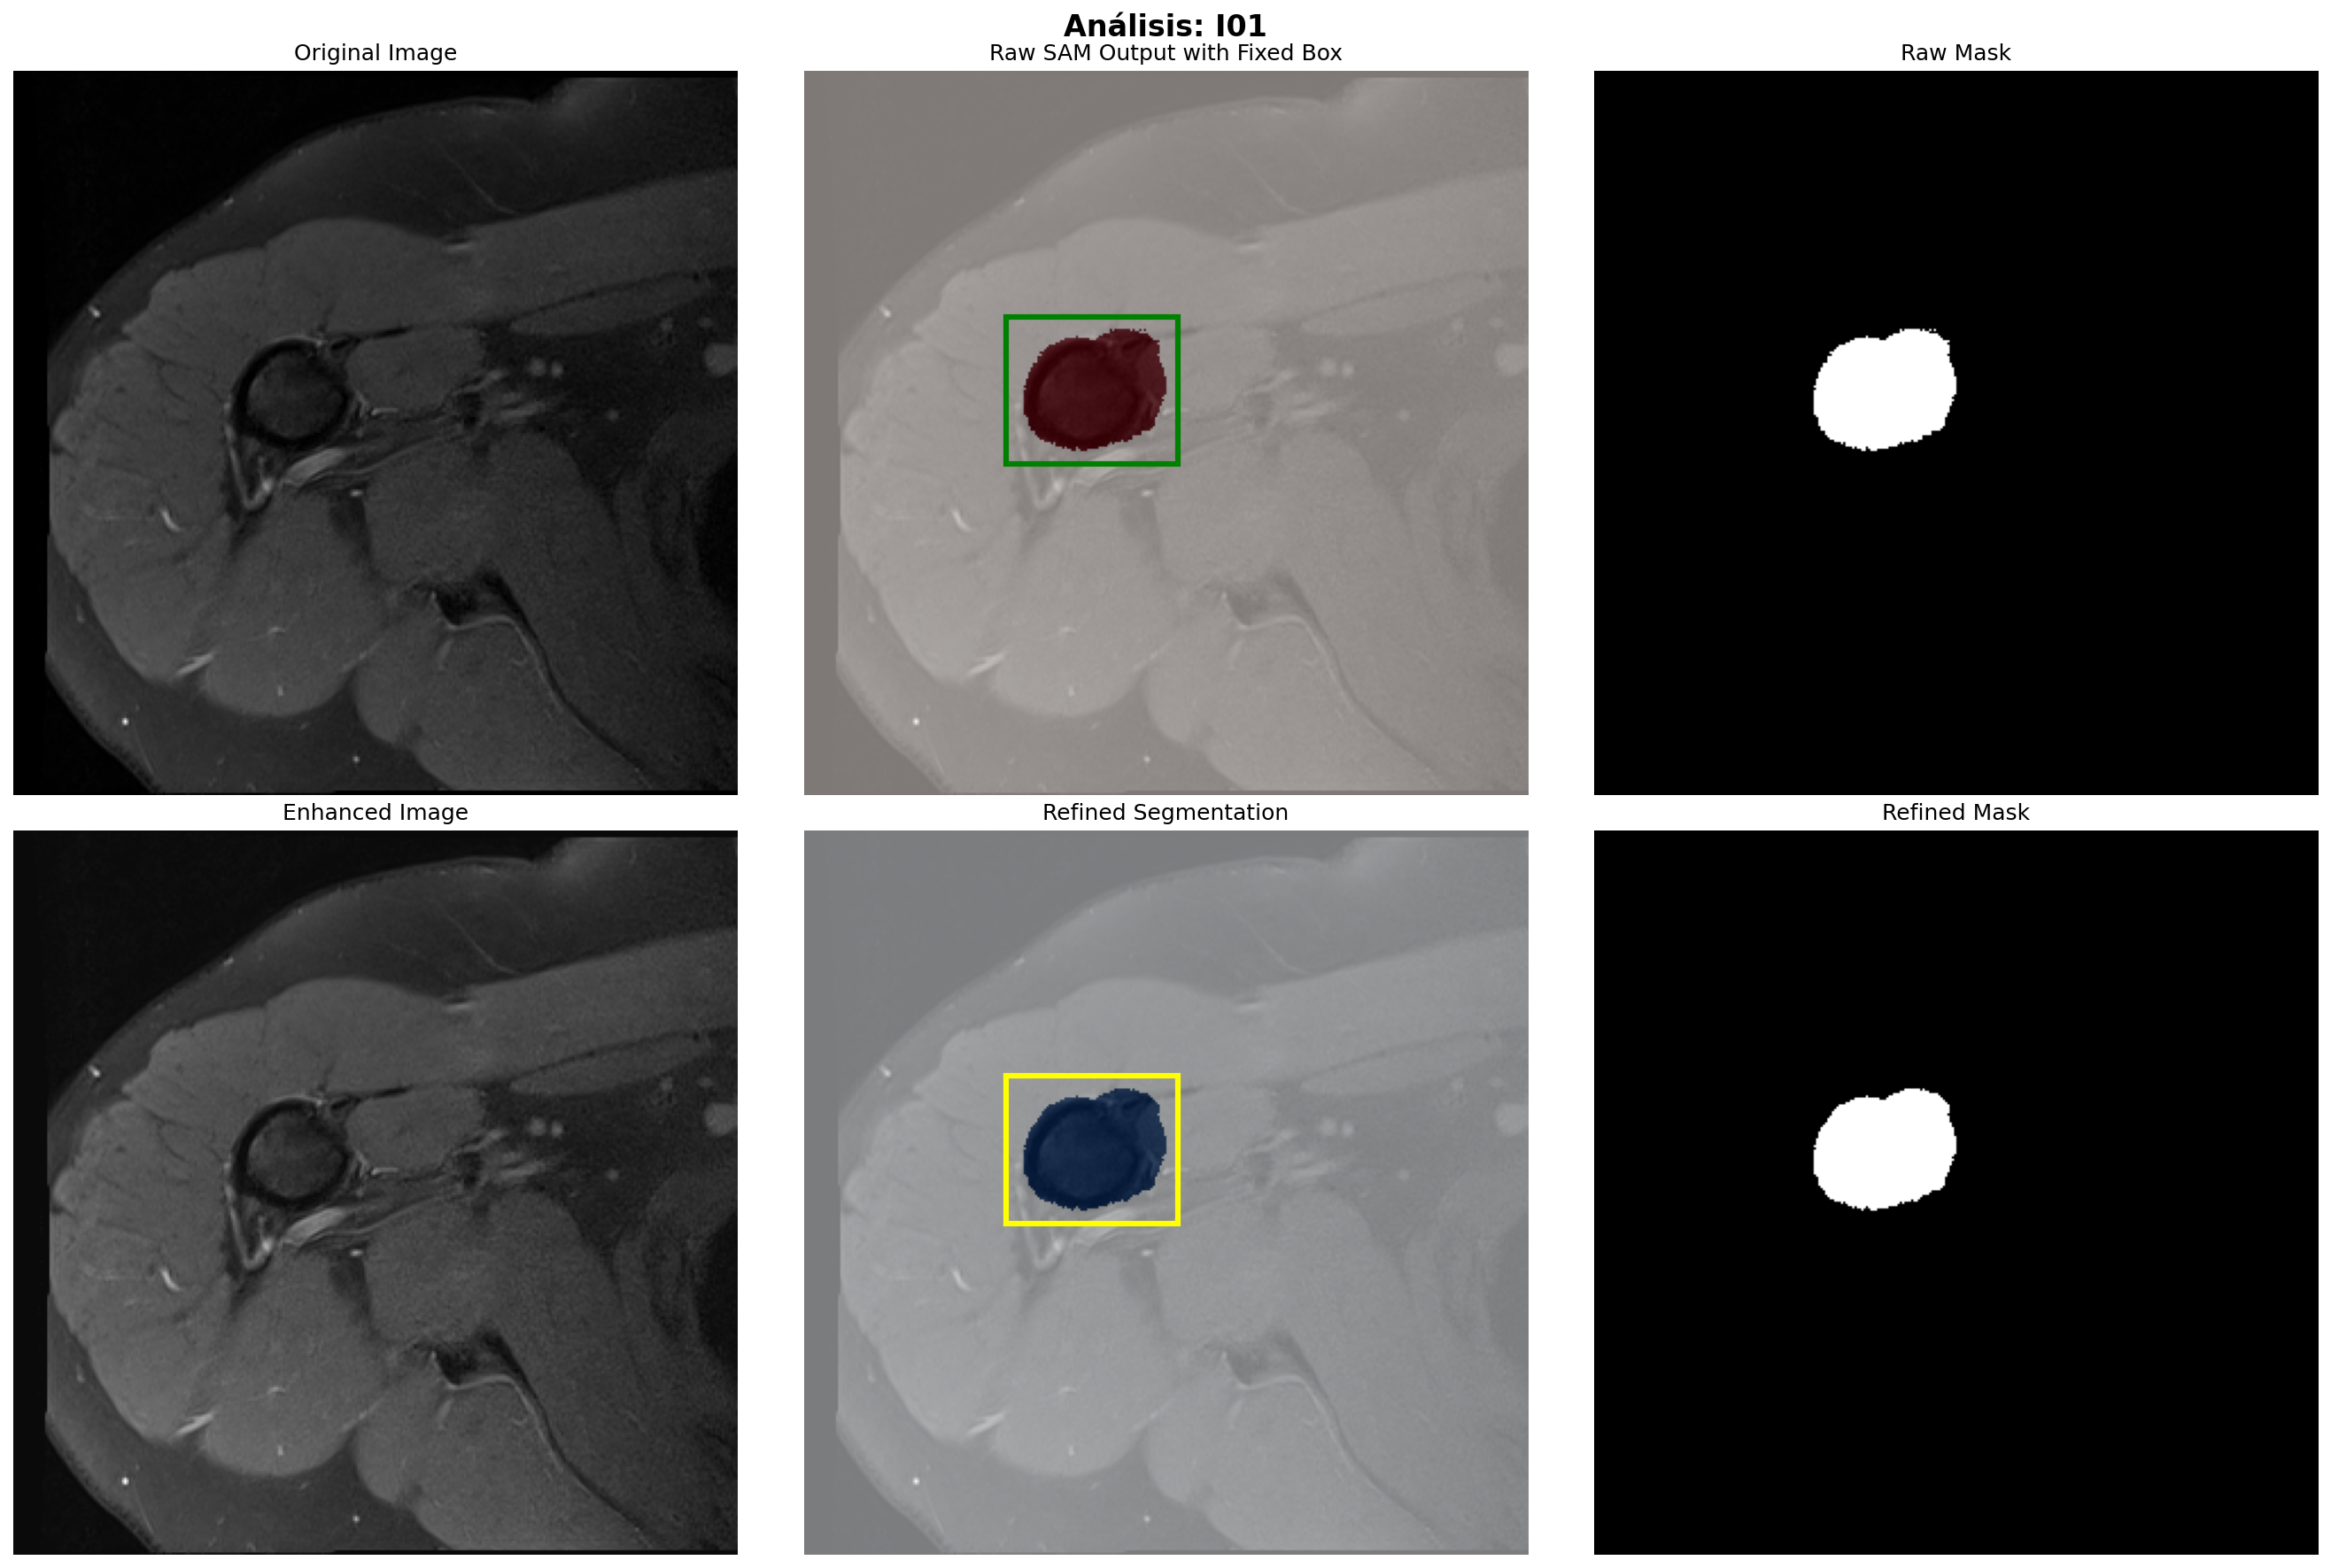 Análisis: I01
Original Image
Raw SAM Output with Fixed Box
Raw Mask
Enhanced Image
Refined Segmentation
Refined Mask